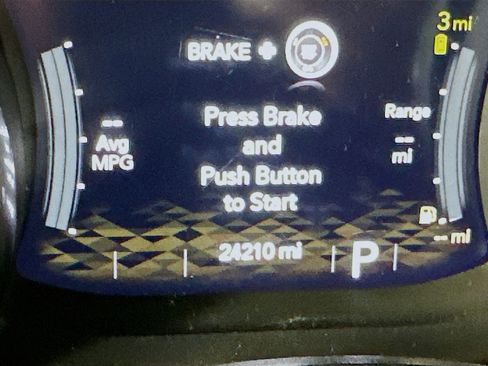 3 mi
BRAKE +
Press Brake
and
Push Button
to Start
--
Avg
MPG
Range
--
mi
-- mi
24210 mi
P